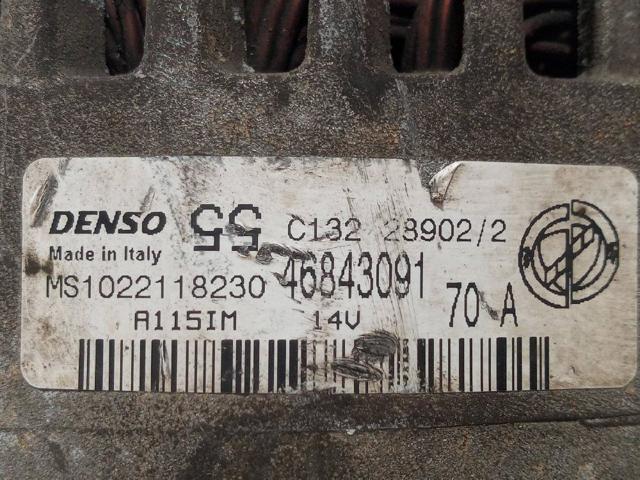 DENSO 55 C132 28902/2
Made in Italy
MS1022118230 46843091 70 A
A115IM 14V